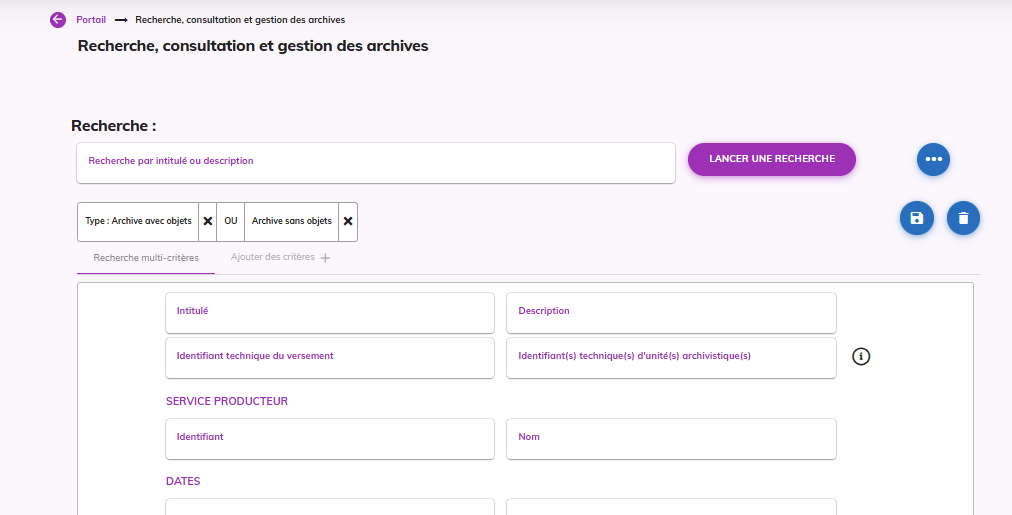 Portail → Recherche, consultation et gestion des archives
Recherche, consultation et gestion des archives
Recherche :
Recherche par intitulé ou description
LANCER UNE RECHERCHE
Type : Archive avec objets ✕ OU Archive sans objets ✕
Recherche multi-critères Ajouter des critères +
Intitulé Description
Identifiant technique du versement Identifiant(s) technique(s) d'unité(s) archivistique(s)
SERVICE PRODUCTEUR
Identifiant Nom
DATES